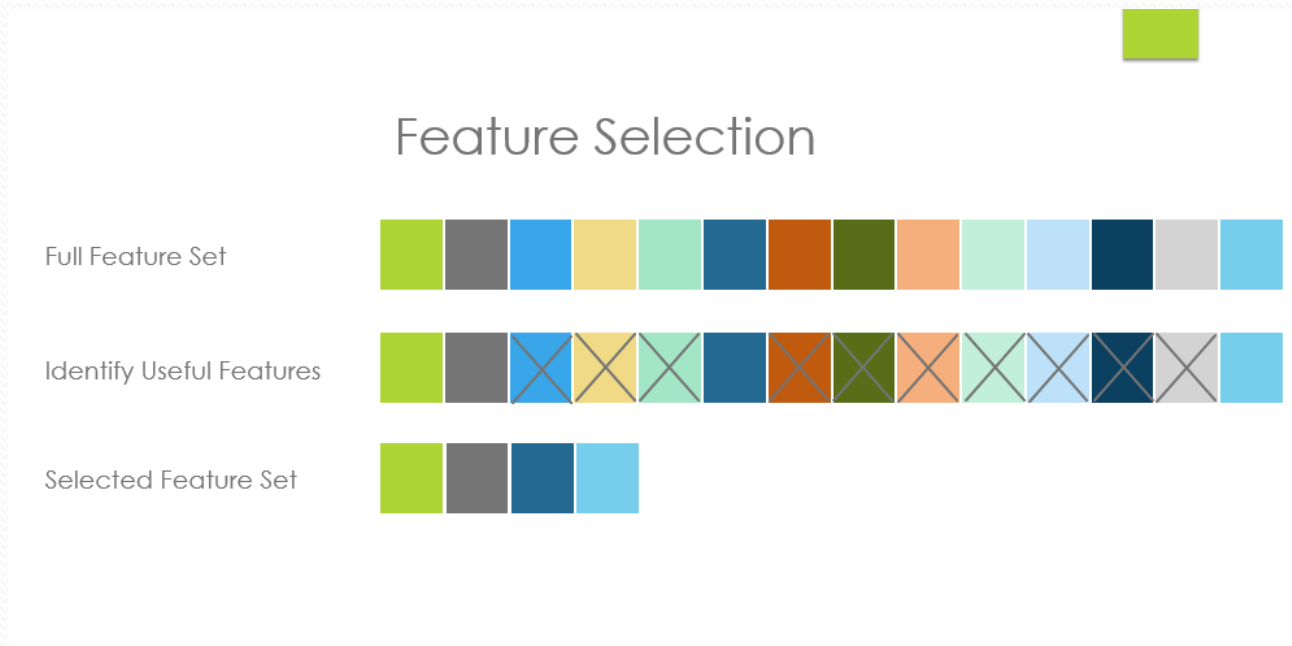 Feature Selection
Full Feature Set
Identify Useful Features
Selected Feature Set